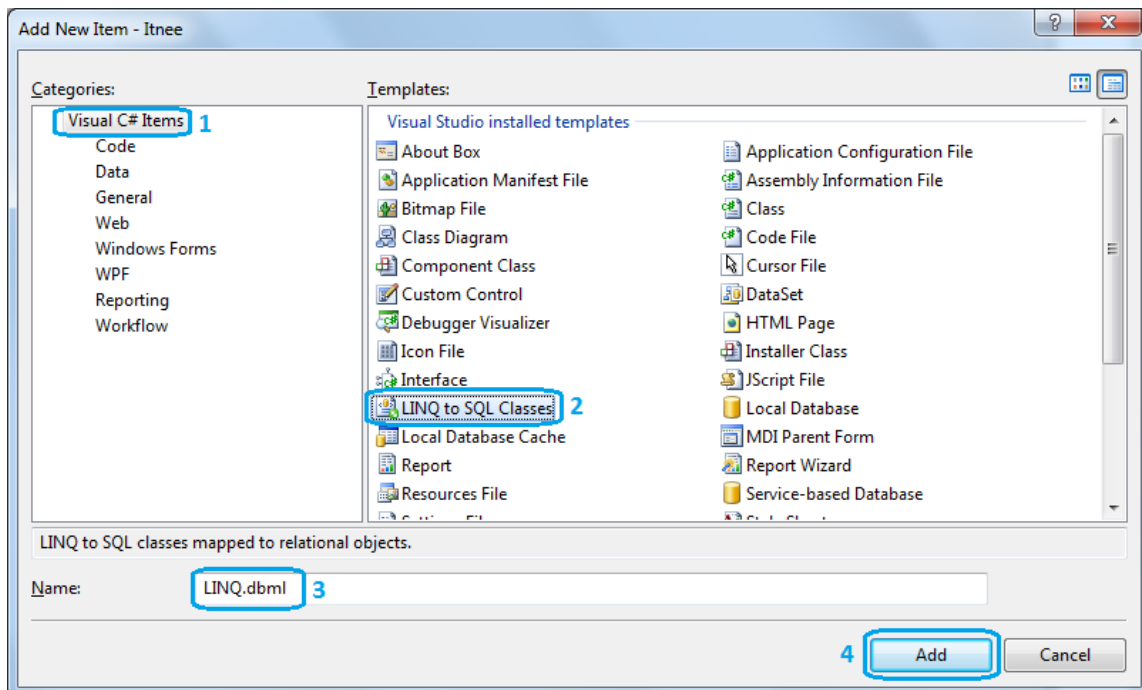 Add New Item - Itnee
Categories:
Templates:
Visual C# Items 1
Code
Data
General
Web
Windows Forms
WPF
Reporting
Workflow
Visual Studio installed templates
About Box
Application Configuration File
Application Manifest File
Assembly Information File
Bitmap File
Class
Class Diagram
Code File
Component Class
Cursor File
Custom Control
DataSet
Debugger Visualizer
HTML Page
Icon File
Installer Class
Interface
JScript File
LINQ to SQL Classes 2
Local Database
Local Database Cache
MDI Parent Form
Report
Report Wizard
Resources File
Service-based Database
LINQ to SQL classes mapped to relational objects.
Name: LINQ.dbml 3
4 Add Cancel